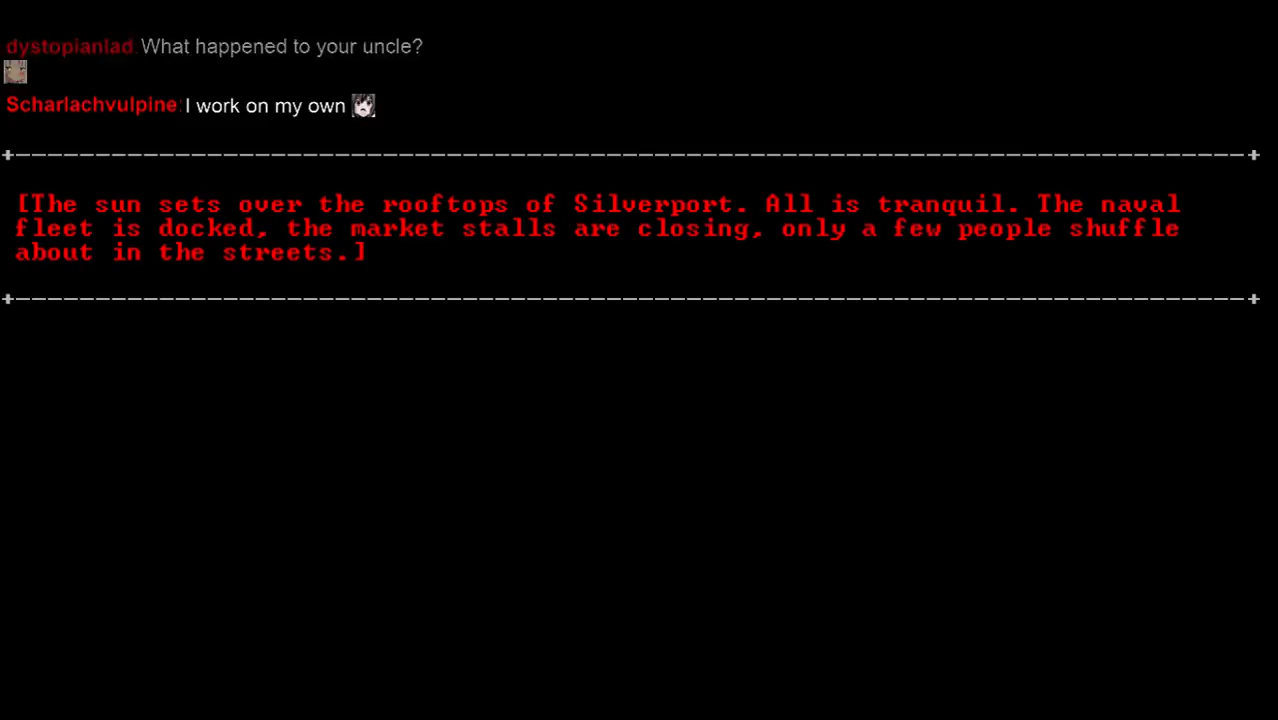 dystopianlad: What happened to your uncle?
Scharlachvulpine: I work on my own
[The sun sets over the rooftops of Silverport. All is tranquil. The naval
fleet is docked, the market stalls are closing, only a few people shuffle
about in the streets.]